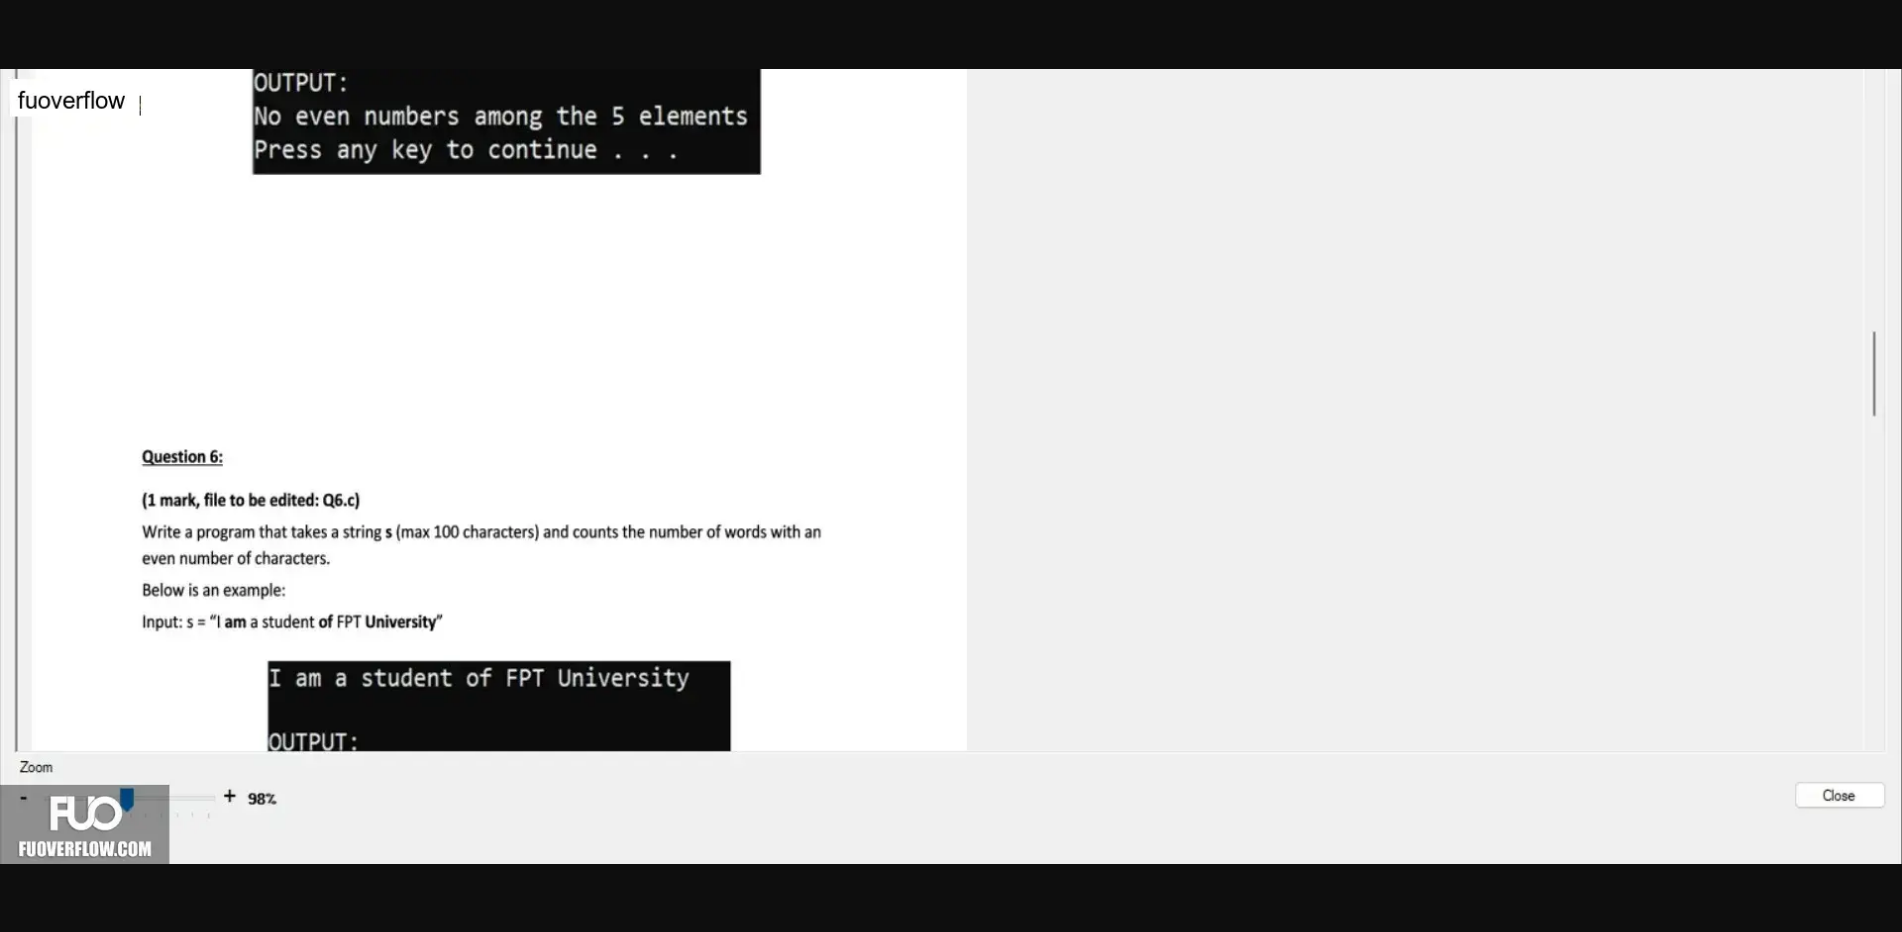 OUTPUT:
fuoverflow
No even numbers among the 5 elements
Press any key to continue . . .
Question 6:
(1 mark, file to be edited: Q6.c)
Write a program that takes a string s (max 100 characters) and counts the number of words with an
even number of characters.
Below is an example:
Input: s = “I am a student of FPT University”
I am a student of FPT University
OUTPUT:
Zoom
- + 98%
Close
FUO
FUOVERFLOW.COM